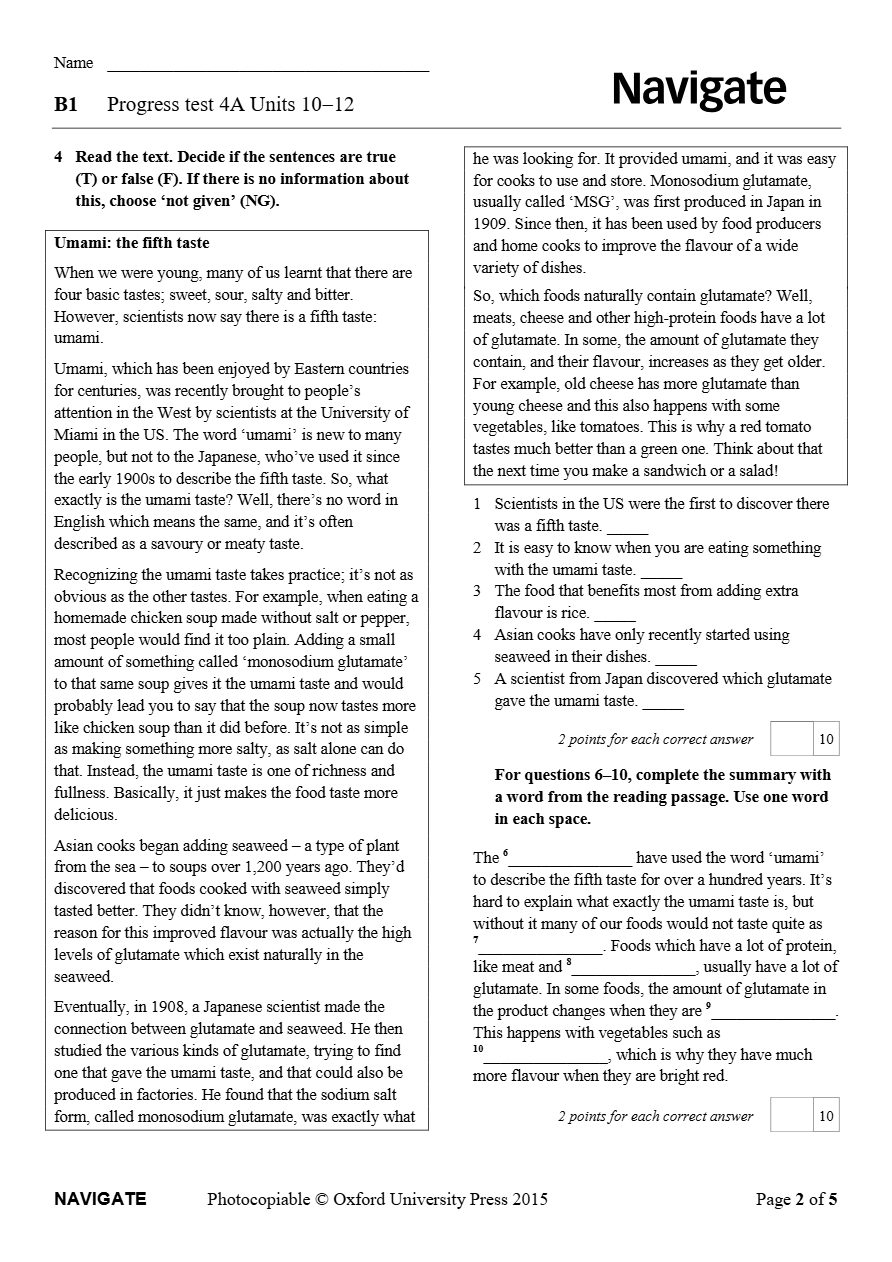 Name
Navigate
B1 Progress test 4A Units 10–12
4 Read the text. Decide if the sentences are true
(T) or false (F). If there is no information about
this, choose ‘not given’ (NG).
Umami: the fifth taste
When we were young, many of us learnt that there are
four basic tastes; sweet, sour, salty and bitter.
However, scientists now say there is a fifth taste:
umami.
Umami, which has been enjoyed by Eastern countries
for centuries, was recently brought to people’s
attention in the West by scientists at the University of
Miami in the US. The word ‘umami’ is new to many
people, but not to the Japanese, who’ve used it since
the early 1900s to describe the fifth taste. So, what
exactly is the umami taste? Well, there’s no word in
English which means the same, and it’s often
described as a savoury or meaty taste.
Recognizing the umami taste takes practice; it’s not as
obvious as the other tastes. For example, when eating a
homemade chicken soup made without salt or pepper,
most people would find it too plain. Adding a small
amount of something called ‘monosodium glutamate’
to that same soup gives it the umami taste and would
probably lead you to say that the soup now tastes more
like chicken soup than it did before. It’s not as simple
as making something more salty, as salt alone can do
that. Instead, the umami taste is one of richness and
fullness. Basically, it just makes the food taste more
delicious.
Asian cooks began adding seaweed – a type of plant
from the sea – to soups over 1,200 years ago. They’d
discovered that foods cooked with seaweed simply
tasted better. They didn’t know, however, that the
reason for this improved flavour was actually the high
levels of glutamate which exist naturally in the
seaweed.
Eventually, in 1908, a Japanese scientist made the
connection between glutamate and seaweed. He then
studied the various kinds of glutamate, trying to find
one that gave the umami taste, and that could also be
produced in factories. He found that the sodium salt
form, called monosodium glutamate, was exactly what
he was looking for. It provided umami, and it was easy
for cooks to use and store. Monosodium glutamate,
usually called ‘MSG’, was first produced in Japan in
1909. Since then, it has been used by food producers
and home cooks to improve the flavour of a wide
variety of dishes.
So, which foods naturally contain glutamate? Well,
meats, cheese and other high-protein foods have a lot
of glutamate. In some, the amount of glutamate they
contain, and their flavour, increases as they get older.
For example, old cheese has more glutamate than
young cheese and this also happens with some
vegetables, like tomatoes. This is why a red tomato
tastes much better than a green one. Think about that
the next time you make a sandwich or a salad!
1 Scientists in the US were the first to discover there
was a fifth taste. _____
2 It is easy to know when you are eating something
with the umami taste. _____
3 The food that benefits most from adding extra
flavour is rice. _____
4 Asian cooks have only recently started using
seaweed in their dishes. _____
5 A scientist from Japan discovered which glutamate
gave the umami taste. _____
2 points for each correct answer 10
For questions 6–10, complete the summary with
a word from the reading passage. Use one word
in each space.
The 6_______________ have used the word ‘umami’
to describe the fifth taste for over a hundred years. It’s
hard to explain what exactly the umami taste is, but
without it many of our foods would not taste quite as
7_______________. Foods which have a lot of protein,
like meat and 8_______________, usually have a lot of
glutamate. In some foods, the amount of glutamate in
the product changes when they are 9_______________.
This happens with vegetables such as
10_______________, which is why they have much
more flavour when they are bright red.
2 points for each correct answer 10
NAVIGATE Photocopiable © Oxford University Press 2015 Page 2 of 5